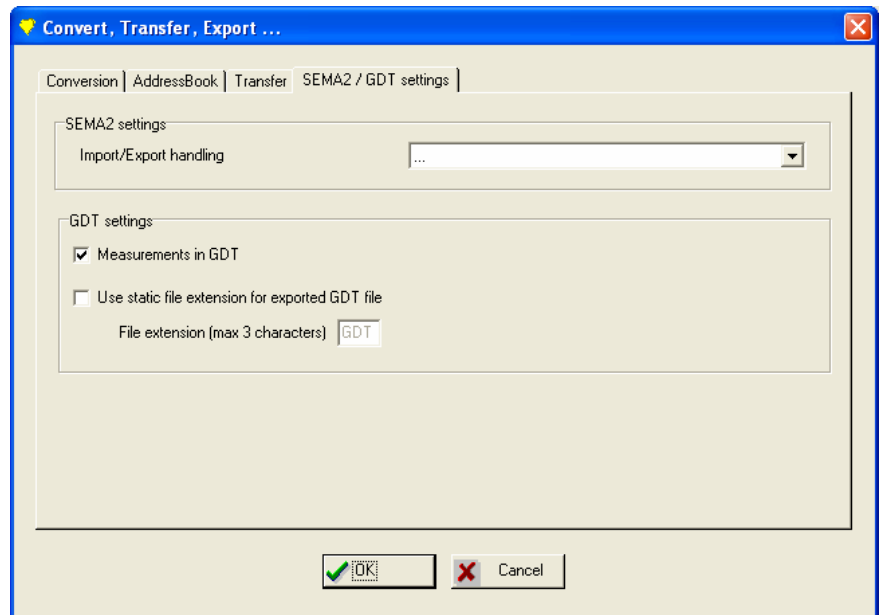 Convert, Transfer, Export ...
Conversion AddressBook Transfer SEMA2 / GDT settings
SEMA2 settings
Import/Export handling ...
GDT settings
Measurements in GDT
Use static file extension for exported GDT file
File extension (max 3 characters) GDT
OK Cancel